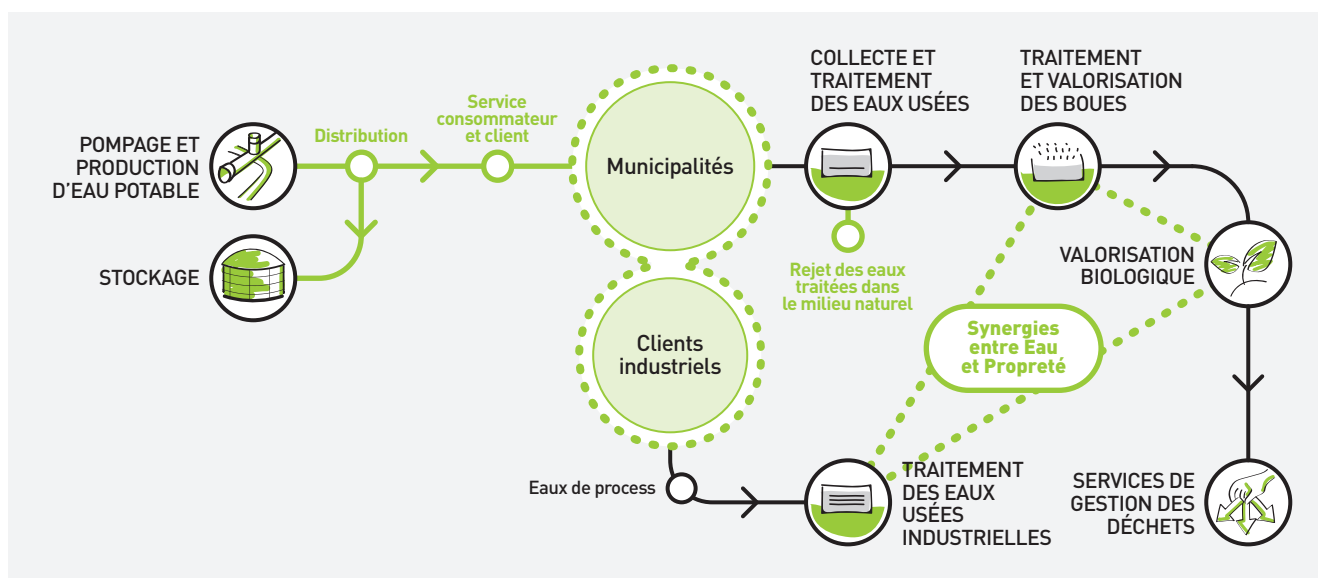 POMPAGE ET
PRODUCTION
D'EAU POTABLE
STOCKAGE
Distribution
Service
consommateur
et client
Municipalités
Clients
industriels
COLLECTE ET
TRAITEMENT
DES EAUX USÉES
Rejet des eaux
traitées dans
le milieu naturel
TRAITEMENT
ET VALORISATION
DES BOUES
VALORISATION
BIOLOGIQUE
Synergies
entre Eau
et Propreté
Eaux de process
TRAITEMENT
DES EAUX
USÉES
INDUSTRIELLES
SERVICES DE
GESTION DES
DÉCHETS